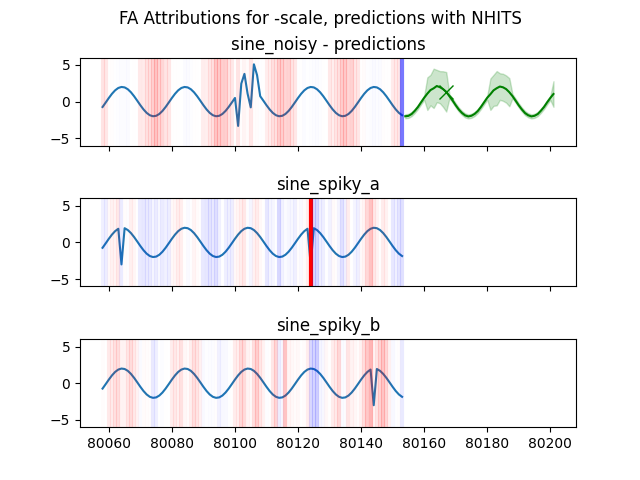 FA Attributions for -scale, predictions with NHITS
sine_noisy - predictions
5
0
−5
sine_spiky_a
5
0
−5
sine_spiky_b
5
0
−5
80060 80080 80100 80120 80140 80160 80180 80200